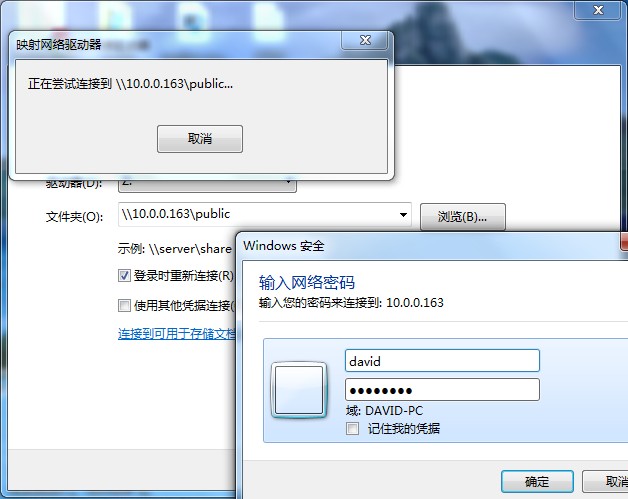 映射网络驱动器
正在尝试连接到 \\10.0.0.163\public...
取消
驱动器(D):
Z:
文件夹(O):
\\10.0.0.163\public
浏览(B)...
示例: \\server\share
登录时重新连接(R)
使用其他凭据连接(
连接到可用于存储文档
Windows 安全
输入网络密码
输入您的密码来连接到: 10.0.0.163
david
●●●●●●●●
域: DAVID-PC
记住我的凭据
确定
取消